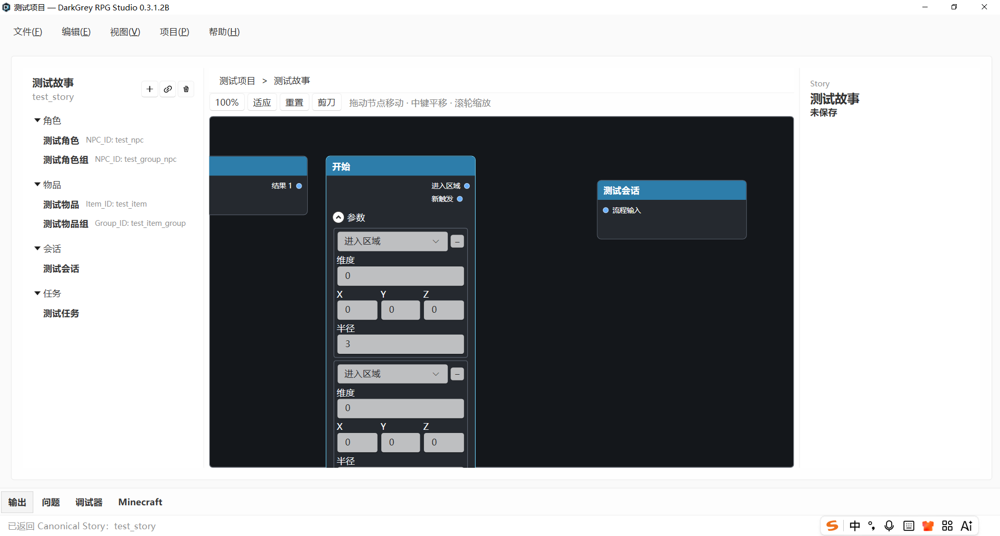 测试项目 — DarkGrey RPG Studio 0.3.1.2B
文件(F) 编辑(E) 视图(V) 项目(P) 帮助(H)
测试故事
test_story
角色
测试角色 NPC_ID: test_npc
测试角色组 NPC_ID: test_group_npc
物品
测试物品 Item_ID: test_item
测试物品组 Group_ID: test_item_group
会话
测试会话
任务
测试任务
测试项目 > 测试故事
100% 适应 重置 剪刀 拖动节点移动 · 中键平移 · 滚轮缩放
结果 1
开始
进入区域
新触发
参数
进入区域 –
维度
0
X Y Z
0 0 0
半径
3
进入区域 –
维度
0
X Y Z
0 0 0
半径
测试会话
流程输入
Story
测试故事
未保存
输出 问题 调试器 Minecraft
已返回 Canonical Story：test_story
中